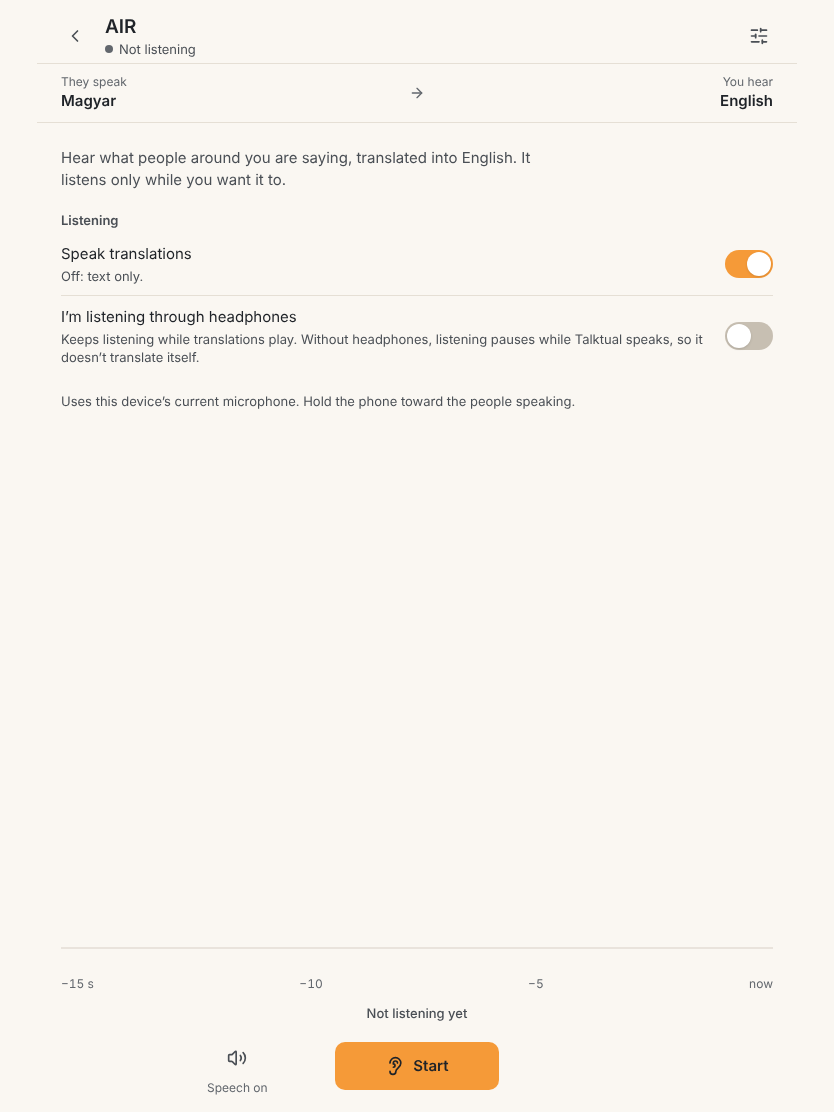 AIR
Not listening
They speak
Magyar
You hear
English
Hear what people around you are saying, translated into English. It
listens only while you want it to.
Listening
Speak translations
Off: text only.
I’m listening through headphones
Keeps listening while translations play. Without headphones, listening pauses while Talktual speaks, so it
doesn’t translate itself.
Uses this device’s current microphone. Hold the phone toward the people speaking.
−15 s
−10
−5
now
Not listening yet
Speech on
Start